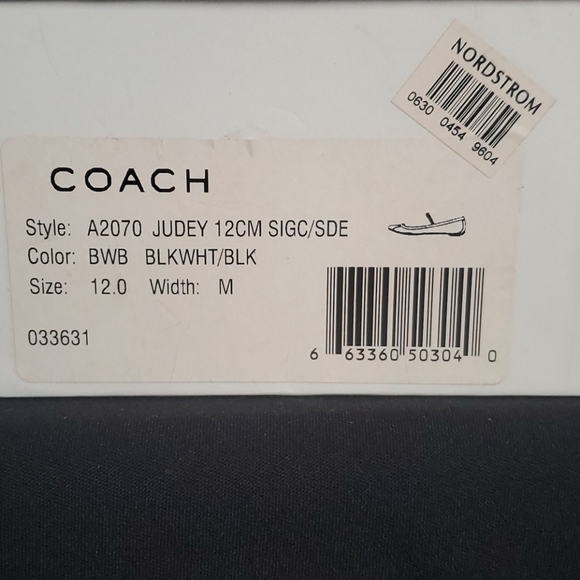 NORDSTROM
0630 0454 9604
COACH
Style: A2070 JUDEY 12CM SIGC/SDE
Color: BWB BLKWHT/BLK
Size: 12.0 Width: M
033631
6 63360 50304 0